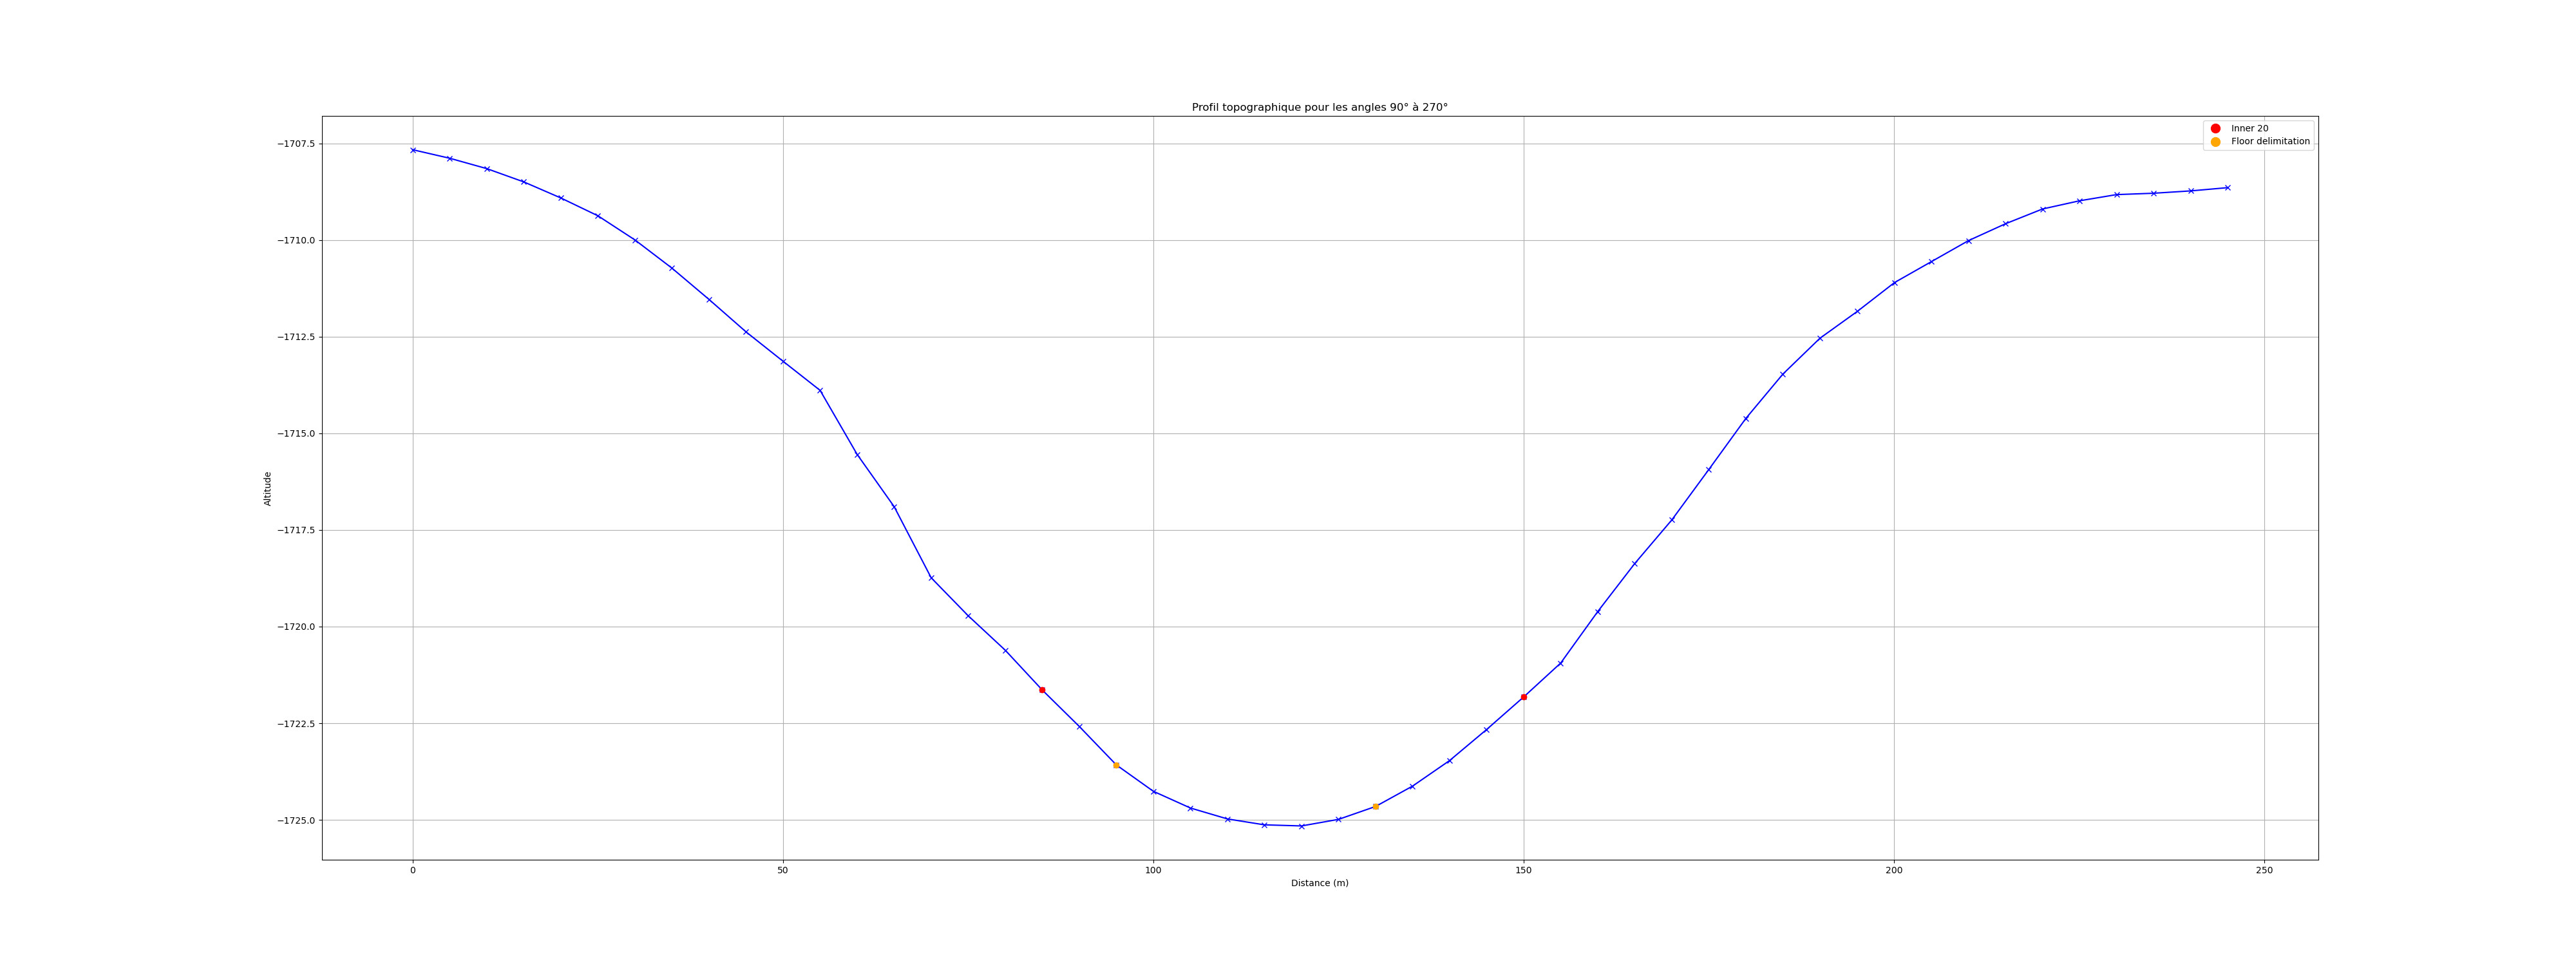 Profil topographique pour les angles 90° à 270°
Inner 20
Floor delimitation
Altitude
−1707.5
−1710.0
−1712.5
−1715.0
−1717.5
−1720.0
−1722.5
−1725.0
0 50 100 150 200 250
Distance (m)